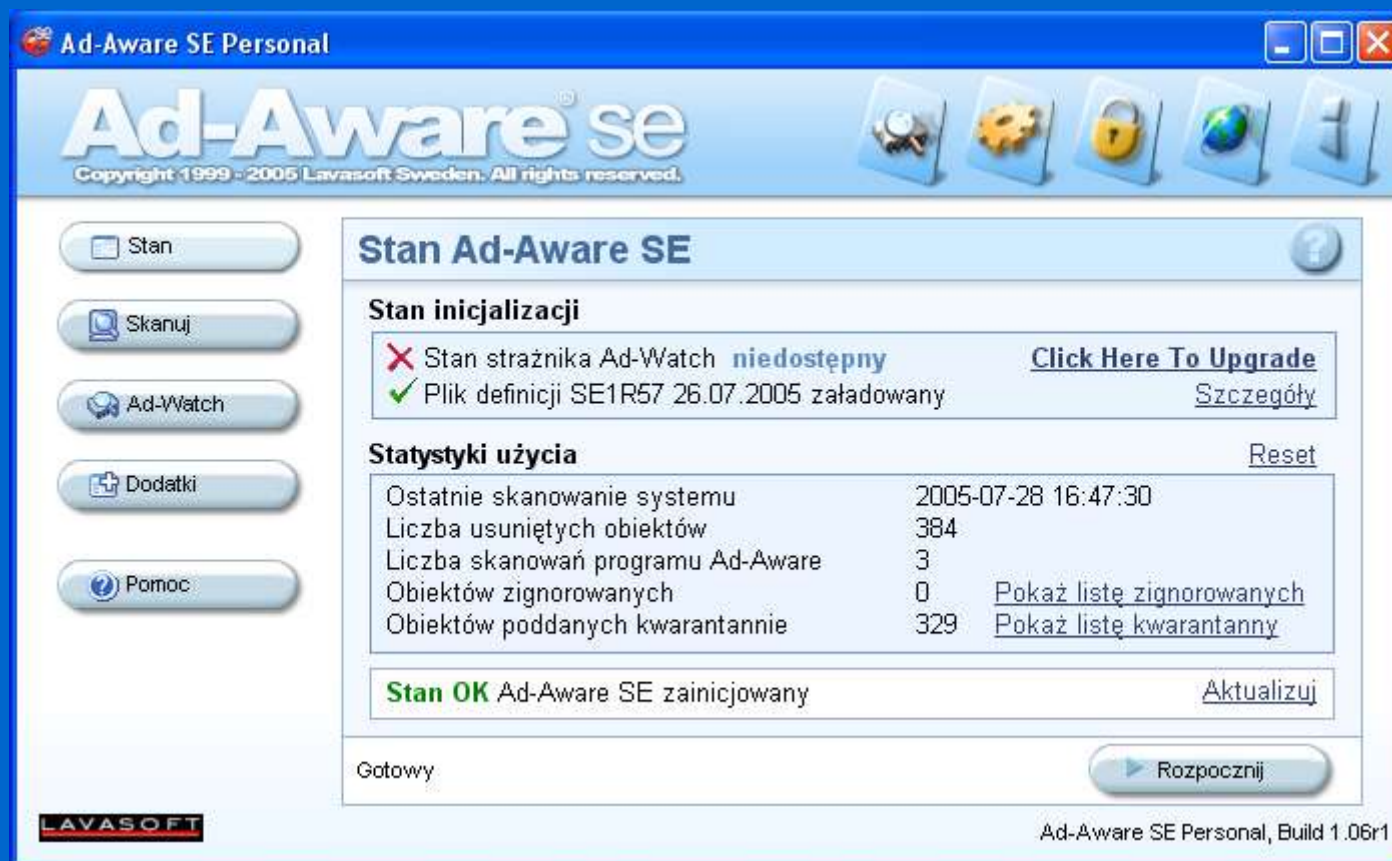 Ad-Aware SE Personal
Ad-Aware® se
Copyright 1999 - 2005 Lavasoft Sweden. All rights reserved.
Stan
Skanuj
Ad-Watch
Dodatki
Pomoc
Stan Ad-Aware SE
Stan inicjalizacji
Stan strażnika Ad-Watch niedostępny Click Here To Upgrade
Plik definicji SE1R57 26.07.2005 załadowany Szczegóły
Statystyki użycia Reset
Ostatnie skanowanie systemu 2005-07-28 16:47:30
Liczba usuniętych obiektów 384
Liczba skanowań programu Ad-Aware 3
Obiektów zignorowanych 0 Pokaż listę zignorowanych
Obiektów poddanych kwarantannie 329 Pokaż listę kwarantanny
Stan OK Ad-Aware SE zainicjowany Aktualizuj
Gotowy Rozpocznij
LAVASOFT
Ad-Aware SE Personal, Build 1.06r1